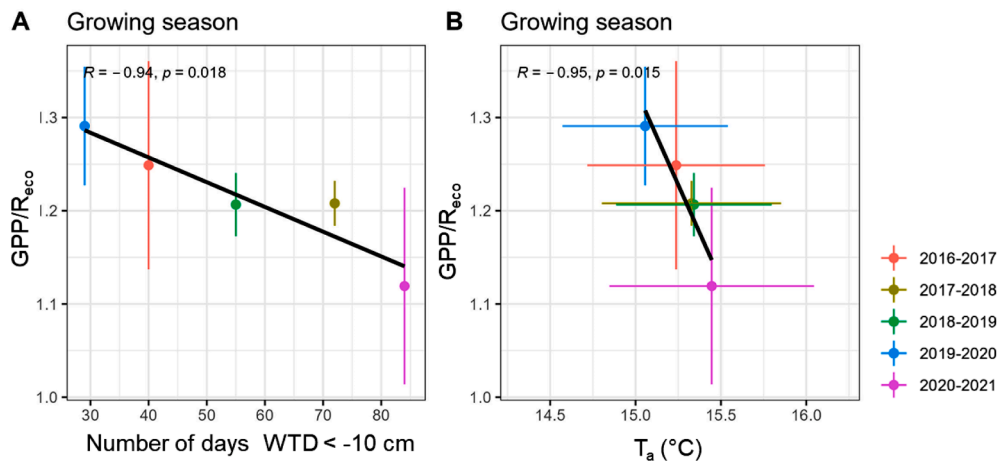 A Growing season
R = −0.94, p = 0.018
GPP/Reco
l.3
l.2
1.1
1.0
30 40 50 60 70 80
Number of days WTD < -10 cm
B Growing season
R = −0.95, p = 0.015
GPP/Reco
1.3
1.2
1.1
1.0
14.5 15.0 15.5 16.0
Ta (°C)
2016-2017
2017-2018
2018-2019
2019-2020
2020-2021